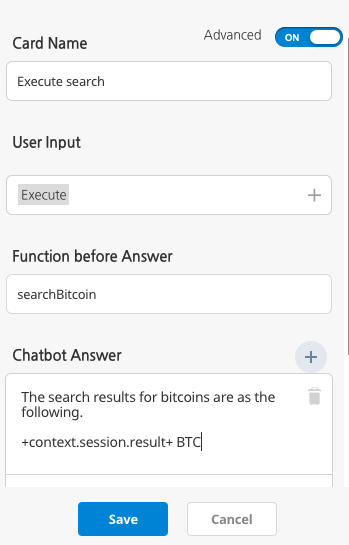 Card Name
Advanced
ON
Execute search
User Input
Execute
Function before Answer
searchBitcoin
Chatbot Answer
The search results for bitcoins are as the
following.
+context.session.result+ BTC
Save
Cancel